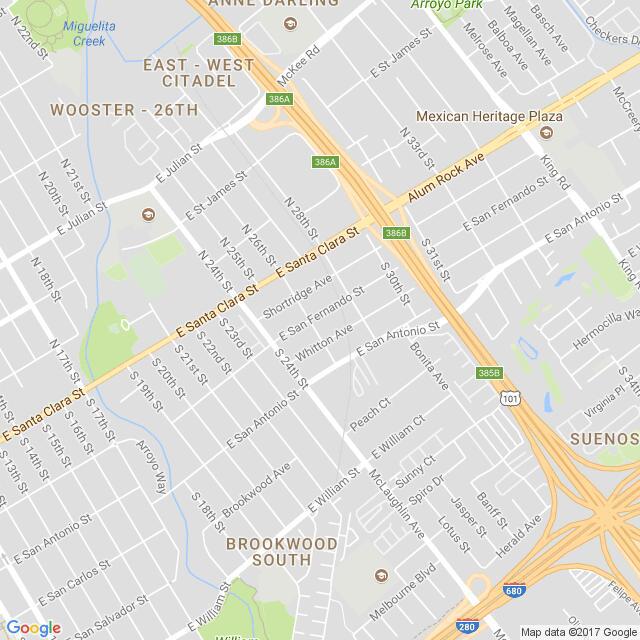 ANNE DARLING
Arroyo Park
N 22nd St
Miguelita
Creek
386B
McKee Rd
E St James St
Melrose Ave
Balboa Ave
Magellan Ave
Basch Ave
Checkers Dr
EAST - WEST
CITADEL
386A
WOOSTER - 26TH
Mexican Heritage Plaza
E Julian St
386A
N 33rd St
Alum Rock Ave
King Rd
N 21st St
N 20th St
E St James St
E San Fernando St
E San Antonio St
E Julian St
N 28th St
E Santa Clara St
386B
S 31st St
N 26th St
N 25th St
N 24th St
S 30th St
N 18th St
Shortridge Ave
E San Fernando St
E Santa Clara St
Whitton Ave
E San Antonio St
Hermocilla Wa
S 23rd St
S 22nd St
S 21st St
S 20th St
S 19th St
S 24th St
N 17th St
Bonita Ave
385B
101
Virginia Pl
S 34th St
E Santa Clara St
S 17th St
S 16th St
S 15th St
S 14th St
S 13th St
E San Antonio St
Peach Ct
E William Ct
SUENOS
Arroyo Way
Brookwood Ave
McLaughlin Ave
Sunny Ct
Spiro Dr
Banff St
Jasper St
Lotus St
Herald Ave
S 18th St
E William St
E San Antonio St
BROOKWOOD
SOUTH
E San Carlos St
E William St
Melbourne Blvd
680
280
San Salvador St
Felipe Ave
William
Google
Map data ©2017 Google